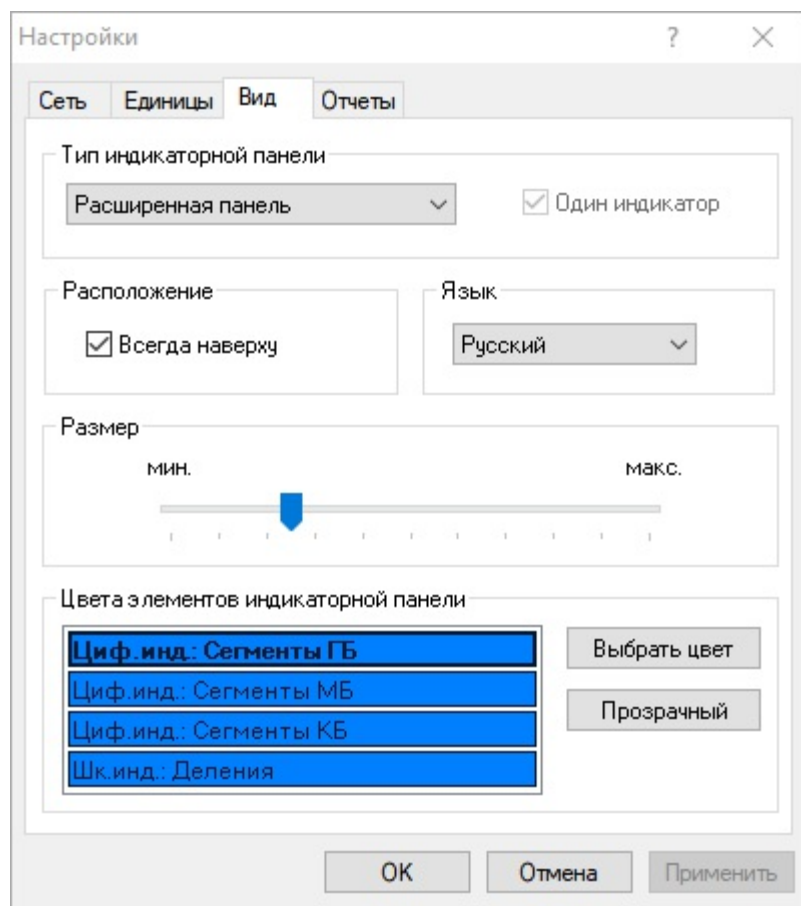 Настройки
?
Сеть Единицы Вид Отчеты
Тип индикаторной панели
Расширенная панель Один индикатор
Расположение Язык
Всегда наверху Русский
Размер
мин. макс.
Цвета элементов индикаторной панели
Циф.инд.: Сегменты ГБ Выбрать цвет
Циф.инд.: Сегменты МБ
Прозрачный
Циф.инд.: Сегменты КБ
Шк.инд.: Деления
ОК Отмена Применить